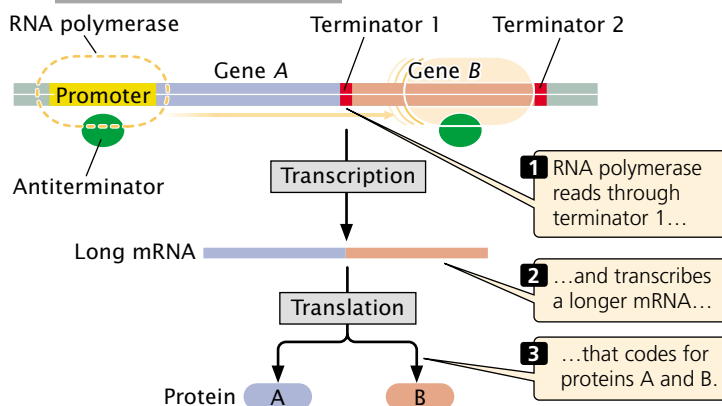 RNA polymerase
Terminator 1
Terminator 2
Gene A
Gene B
Promoter
Antiterminator
Transcription
1 RNA polymerase
reads through
terminator 1…
Long mRNA
2 …and transcribes
a longer mRNA…
Translation
3 …that codes for
proteins A and B.
Protein
A
B